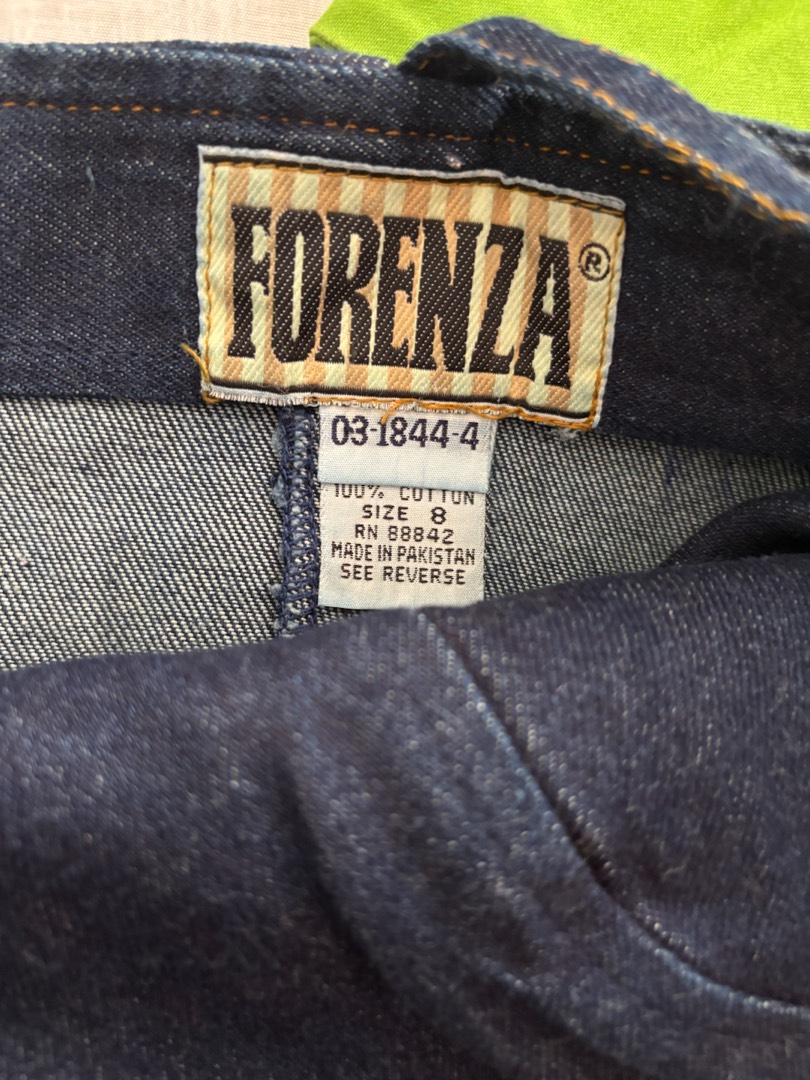 FORENZA®
03-1844-4
100% COTTON
SIZE 8
RN 88842
MADE IN PAKISTAN
SEE REVERSE